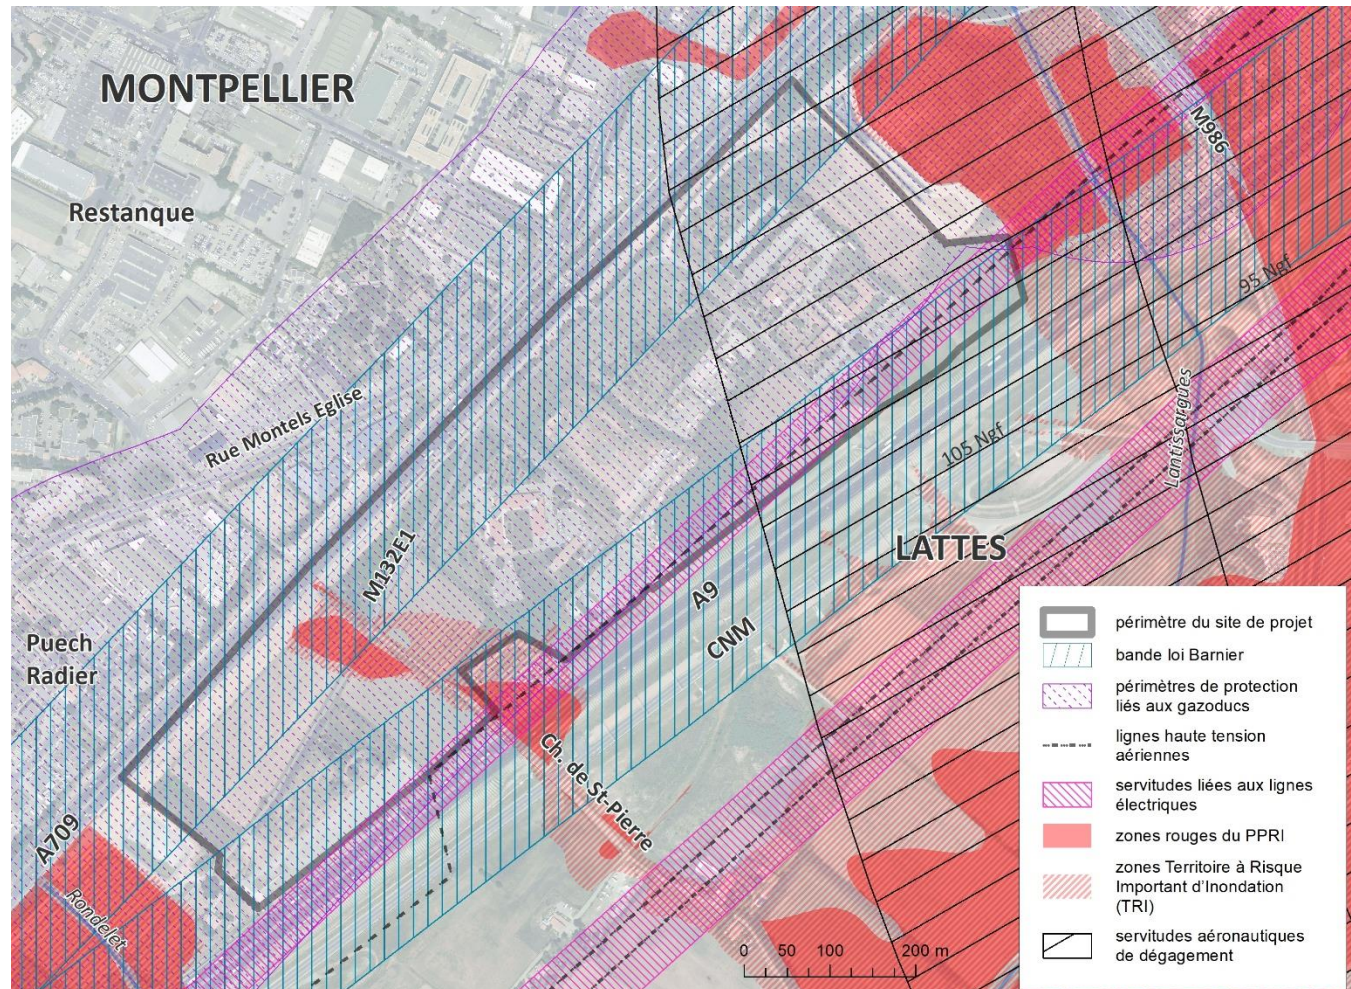 MONTPELLIER
M986
Restanque
95 Ngf
Rue Montels Eglise
Lantissargues
105 Ngf
M132E1
LATTES
A9
CNM
Puech
Radier
Ch. de St-Pierre
A709
Rondelet
périmètre du site de projet
bande loi Barnier
périmètres de protection
liés aux gazoducs
lignes haute tension
aériennes
servitudes liées aux lignes
électriques
zones rouges du PPRI
zones Territoire à Risque
Important d'Inondation
(TRI)
servitudes aéronautiques
de dégagement
0 50 100 200 m